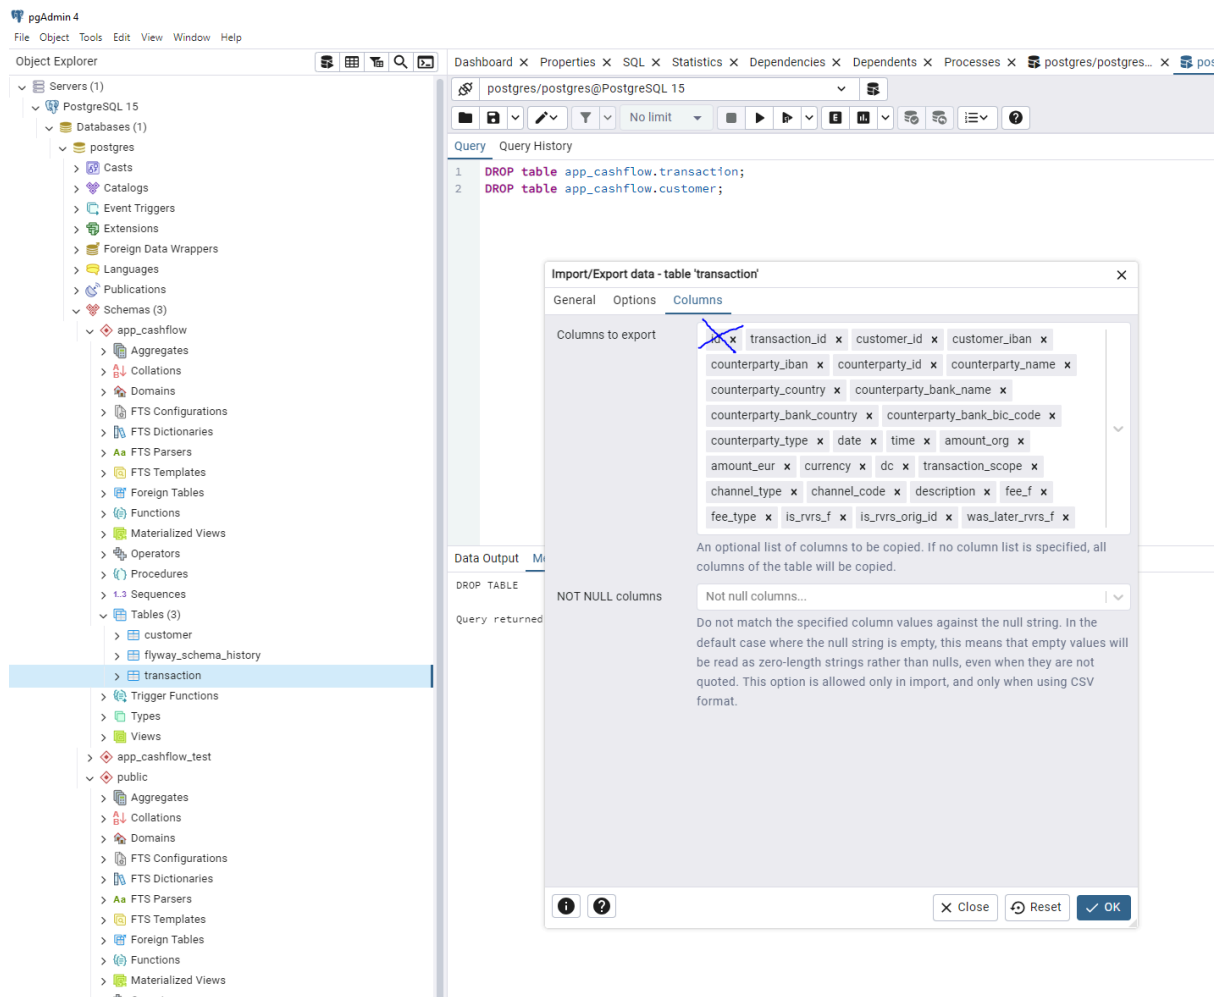 pgAdmin 4
File Object Tools Edit View Window Help
Object Explorer
Dashboard Properties SQL Statistics Dependencies Dependents Processes postgres/postgres... pos
Servers (1)
PostgreSQL 15
Databases (1)
postgres
Casts
Catalogs
Event Triggers
Extensions
Foreign Data Wrappers
Languages
Publications
Schemas (3)
app_cashflow
Aggregates
Collations
Domains
FTS Configurations
FTS Dictionaries
Aa FTS Parsers
FTS Templates
Foreign Tables
Functions
Materialized Views
Operators
Procedures
1..3 Sequences
Tables (3)
customer
flyway_schema_history
transaction
Trigger Functions
Types
Views
app_cashflow_test
public
Aggregates
Collations
Domains
FTS Configurations
FTS Dictionaries
Aa FTS Parsers
FTS Templates
Foreign Tables
Functions
Materialized Views
postgres/postgres@PostgreSQL 15
No limit
Query Query History
1 DROP table app_cashflow.transaction;
2 DROP table app_cashflow.customer;
Data Output Me
DROP TABLE
Query returned
Import/Export data - table 'transaction'
General Options Columns
Columns to export
id transaction_id customer_id customer_iban
counterparty_iban counterparty_id counterparty_name
counterparty_country counterparty_bank_name
counterparty_bank_country counterparty_bank_bic_code
counterparty_type date time amount_org
amount_eur currency dc transaction_scope
channel_type channel_code description fee_f
fee_type is_rvrs_f is_rvrs_orig_id was_later_rvrs_f
An optional list of columns to be copied. If no column list is specified, all
columns of the table will be copied.
NOT NULL columns
Not null columns...
Do not match the specified column values against the null string. In the
default case where the null string is empty, this means that empty values will
be read as zero-length strings rather than nulls, even when they are not
quoted. This option is allowed only in import, and only when using CSV
format.
Close Reset OK